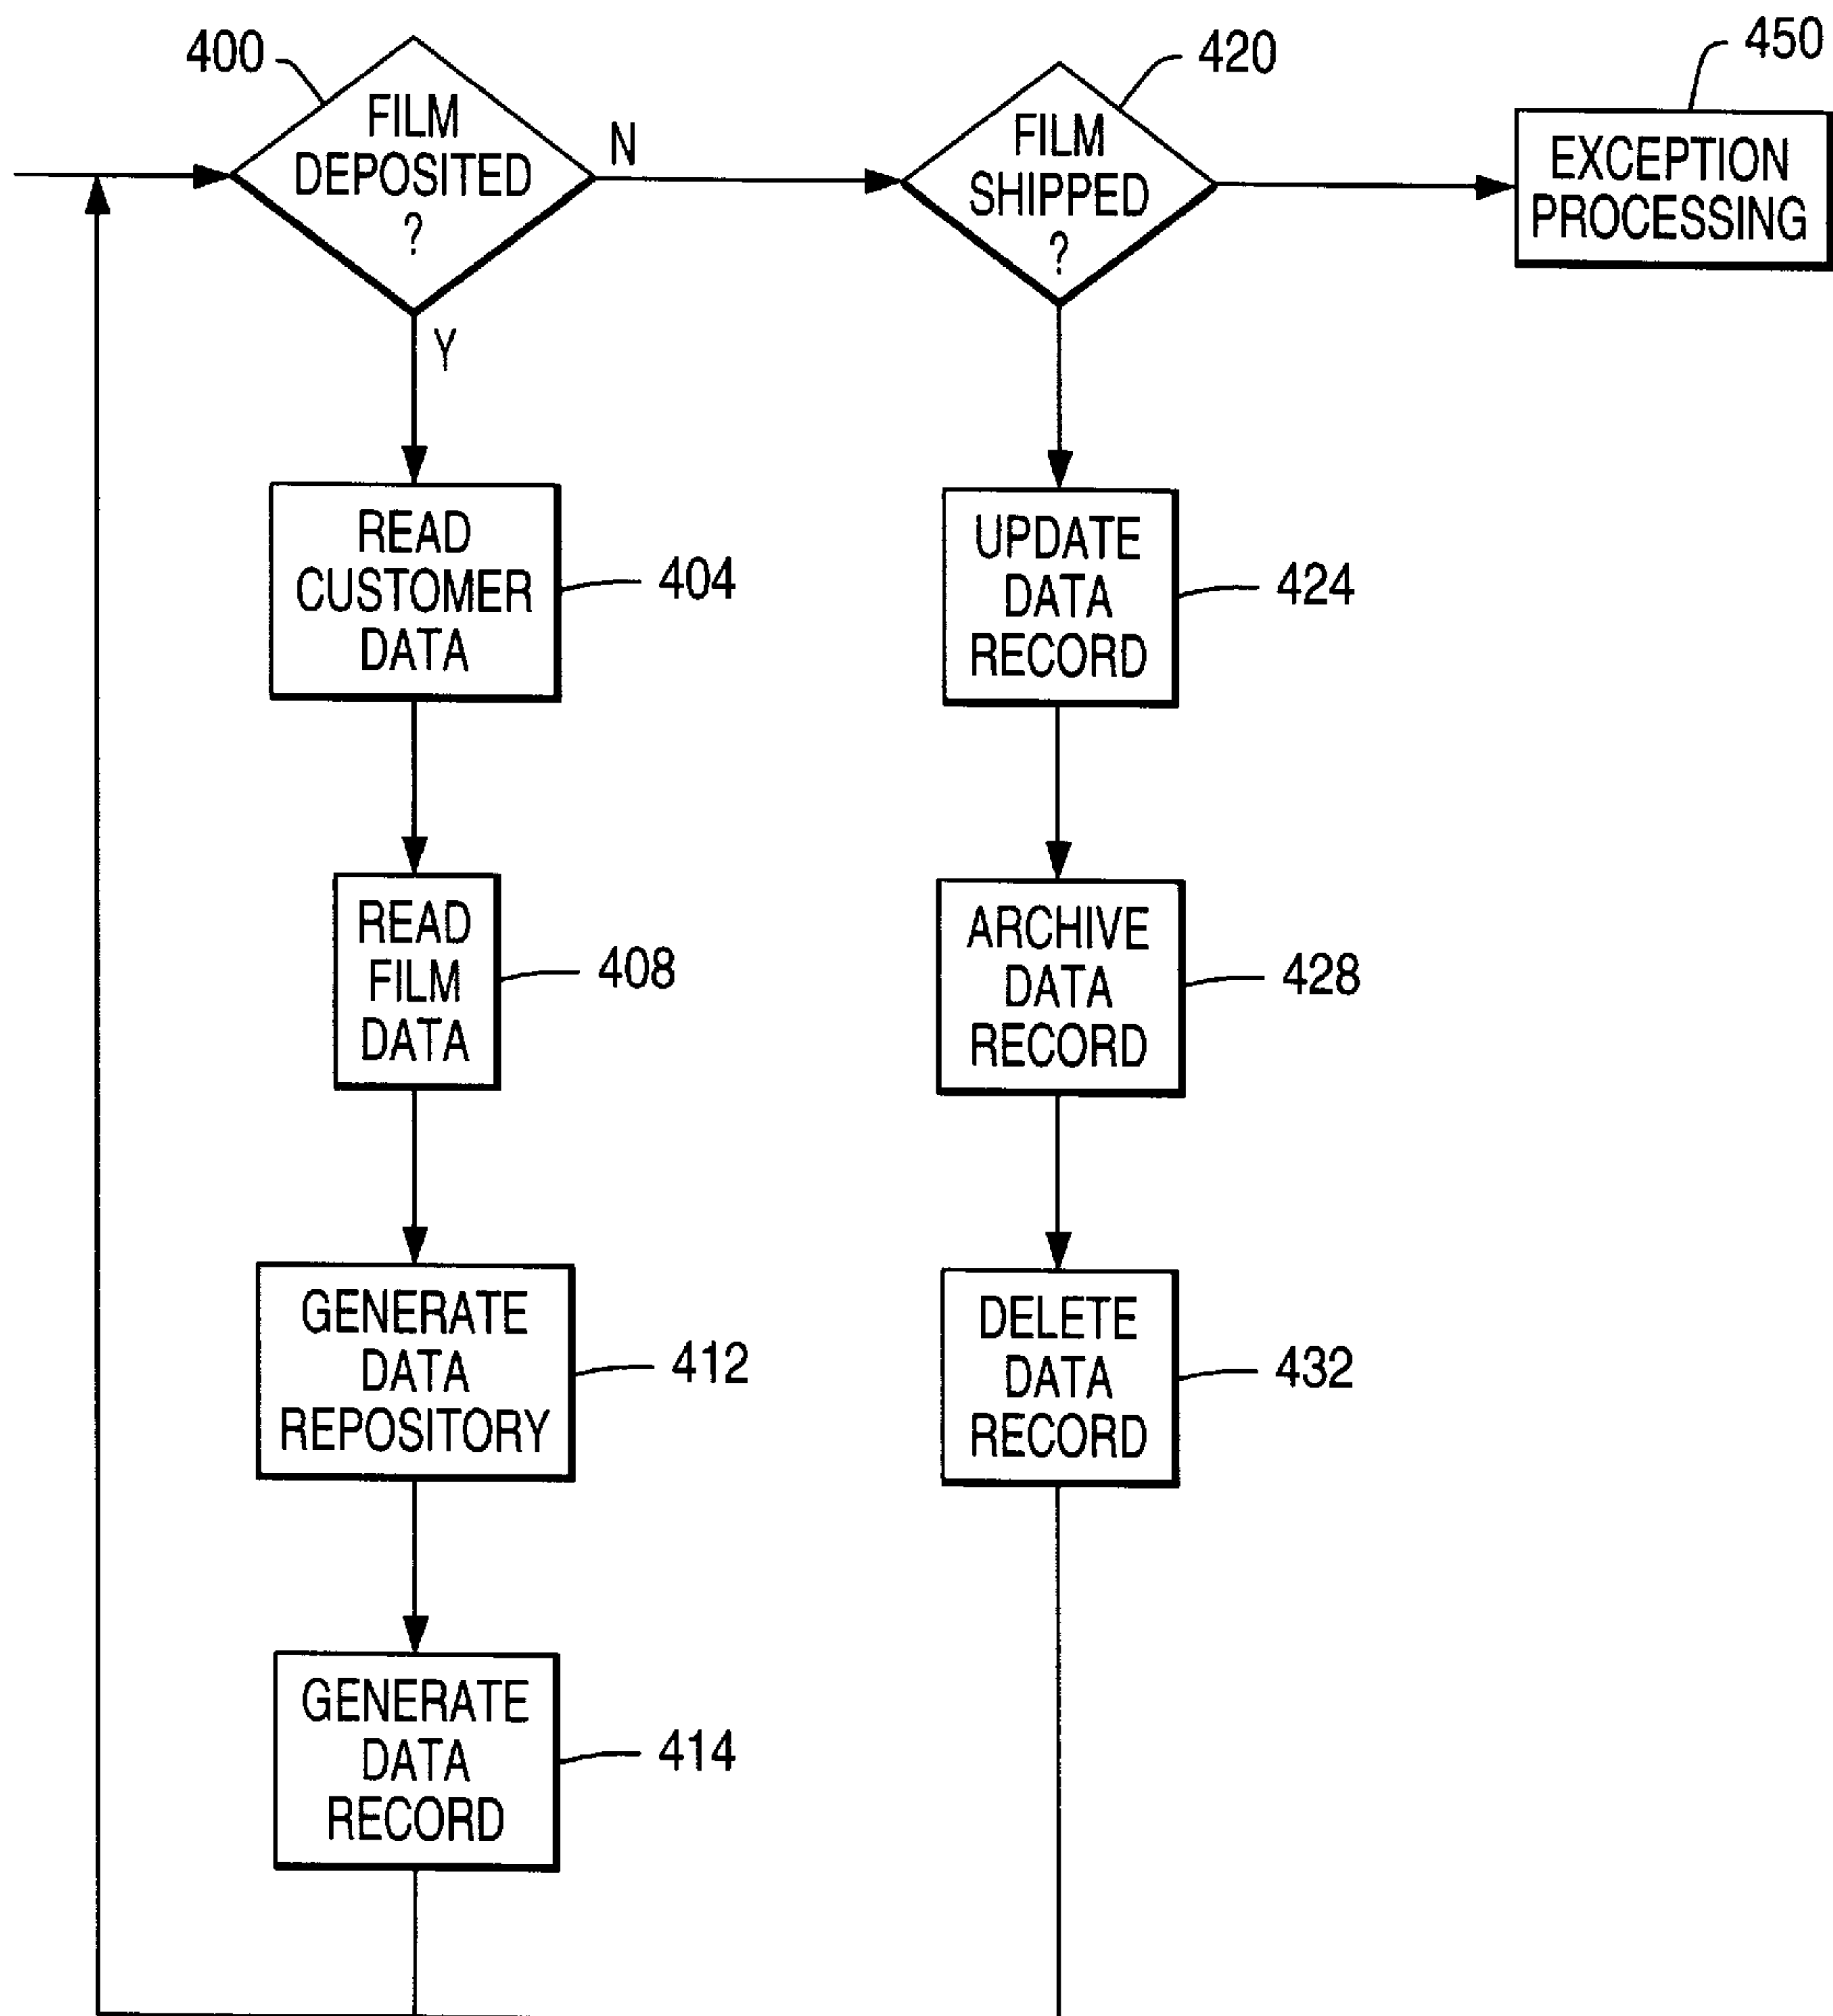 400
FILM
DEPOSITED
?
N
Y
420
FILM
SHIPPED
?
450
EXCEPTION
PROCESSING
READ
CUSTOMER
DATA
404
UPDATE
DATA
RECORD
424
READ
FILM
DATA
408
ARCHIVE
DATA
RECORD
428
GENERATE
DATA
REPOSITORY
412
DELETE
DATA
RECORD
432
GENERATE
DATA
RECORD
414